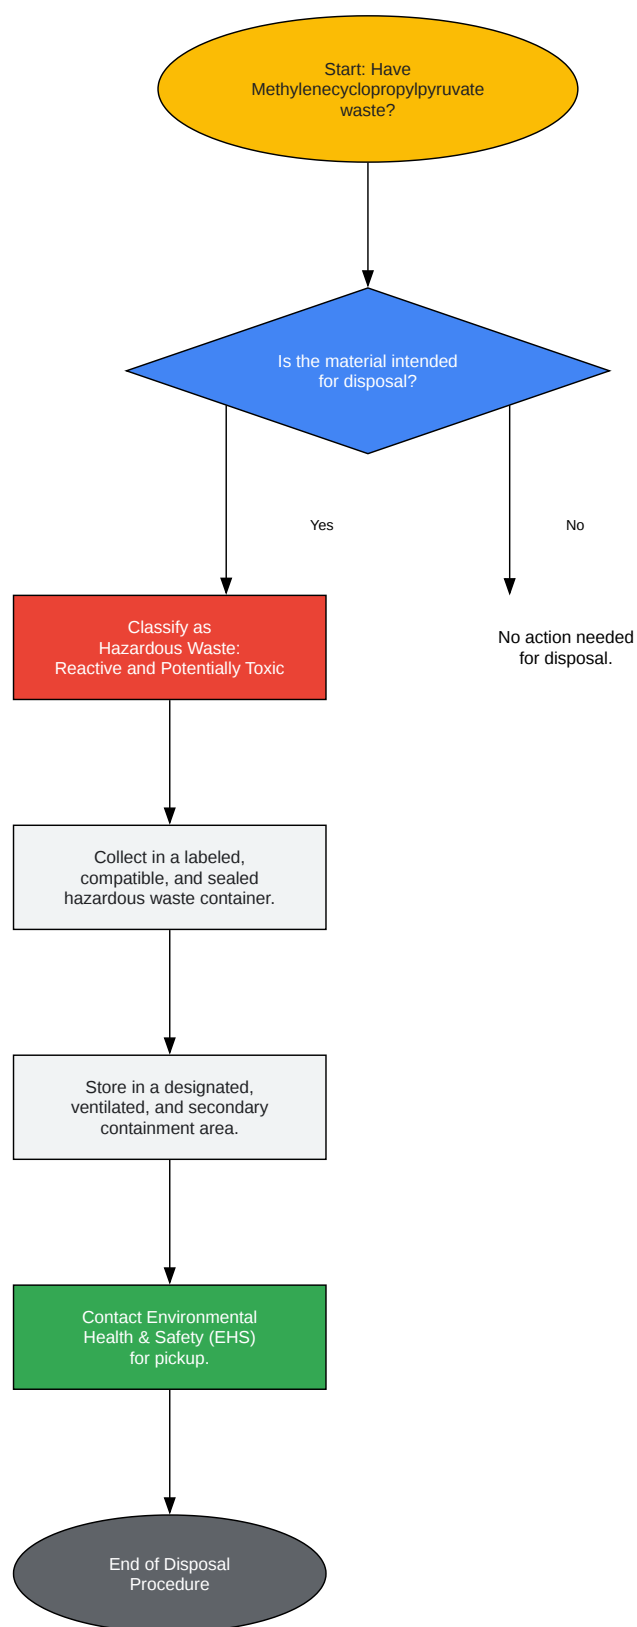 Start: Have
Methylenecyclopropylpyruvate
waste?
Is the material intended
for disposal?
Yes
No
Classify as
Hazardous Waste:
Reactive and Potentially Toxic
No action needed
for disposal.
Collect in a labeled,
compatible, and sealed
hazardous waste container.
Store in a designated,
ventilated, and secondary
containment area.
Contact Environmental
Health & Safety (EHS)
for pickup.
End of Disposal
Procedure